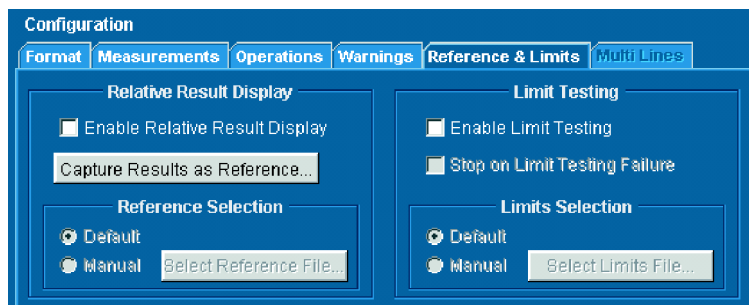 Configuration
Format Measurements Operations Warnings Reference & Limits Multi Lines
Relative Result Display
Enable Relative Result Display
Capture Results as Reference...
Reference Selection
Default
Manual Select Reference File...
Limit Testing
Enable Limit Testing
Stop on Limit Testing Failure
Limits Selection
Default
Manual Select Limits File...